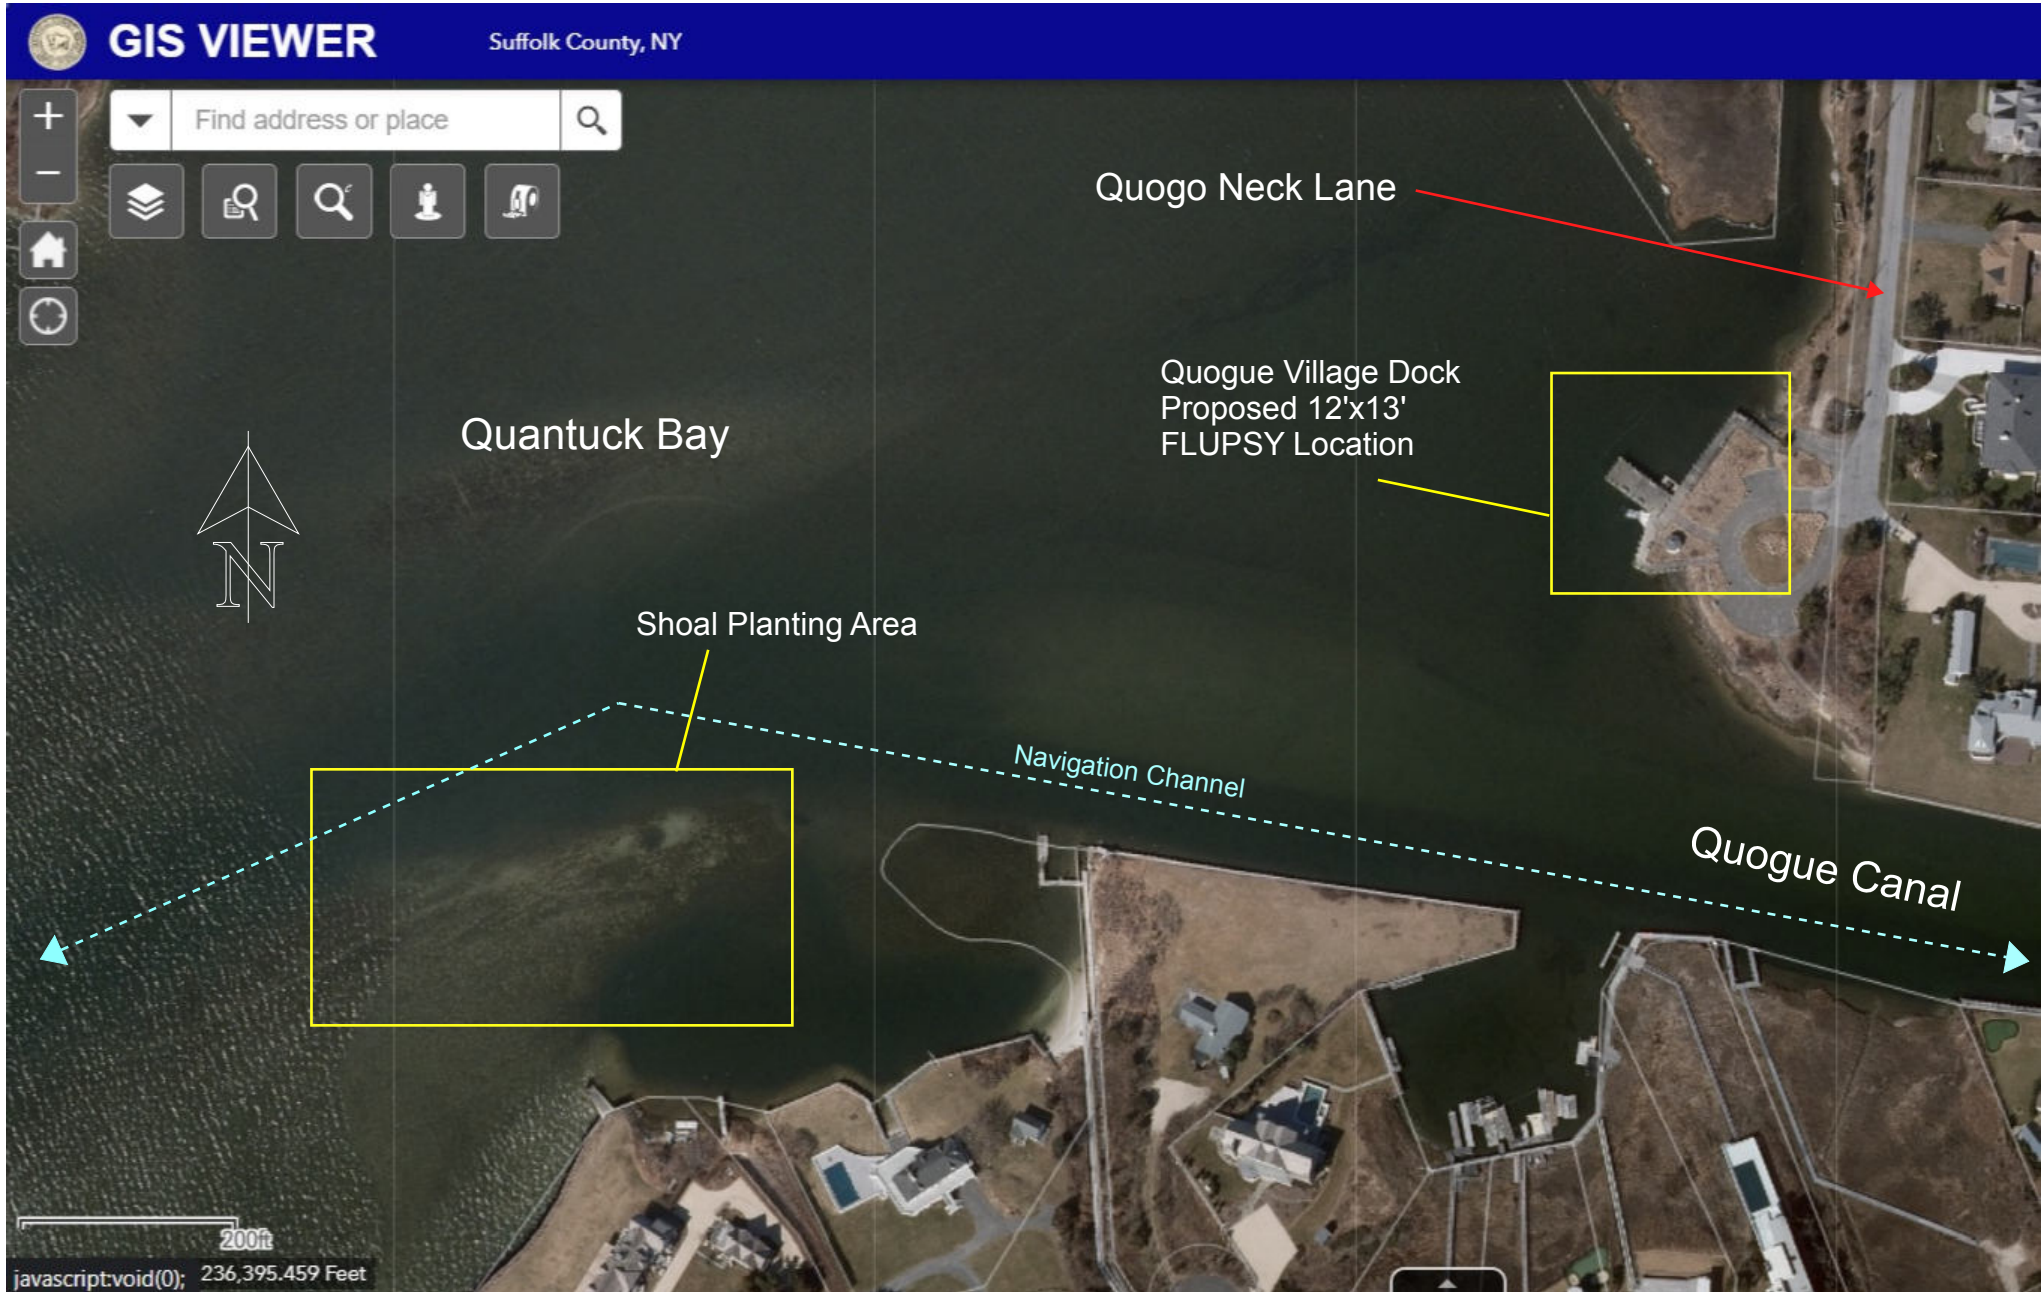 GIS VIEWER
Suffolk County, NY
Find address or place
Quogo Neck Lane
Quogue Village Dock
Proposed 12'x13'
FLUPSY Location
Quantuck Bay
N
Shoal Planting Area
Navigation Channel
Quogue Canal
200ft
javascript:void(0);
236,395.459 Feet